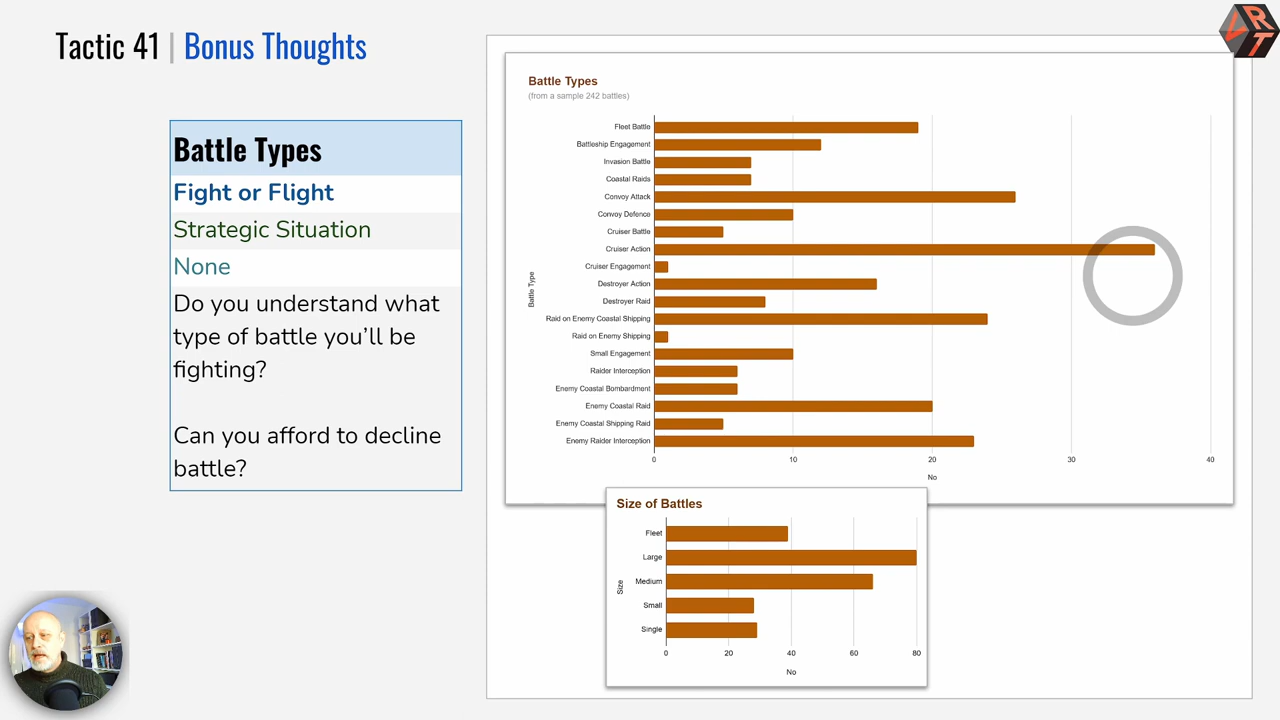 Tactic 41 | Bonus Thoughts
RT
Battle Types
Fight or Flight
Strategic Situation
None
Do you understand what
type of battle you’ll be
fighting?
Can you afford to decline
battle?
Battle Types
(from a sample 242 battles)
Battle Type
Fleet Battle
Battleship Engagement
Invasion Battle
Coastal Raids
Convoy Attack
Convoy Defence
Cruiser Battle
Cruiser Action
Cruiser Engagement
Destroyer Action
Destroyer Raid
Raid on Enemy Coastal Shipping
Raid on Enemy Shipping
Small Engagement
Raider Interception
Enemy Coastal Bombardment
Enemy Coastal Raid
Enemy Coastal Shipping Raid
Enemy Raider Interception
0 10 20 30 40
No
Size of Battles
Size
Fleet
Large
Medium
Small
Single
0 20 40 60 80
No